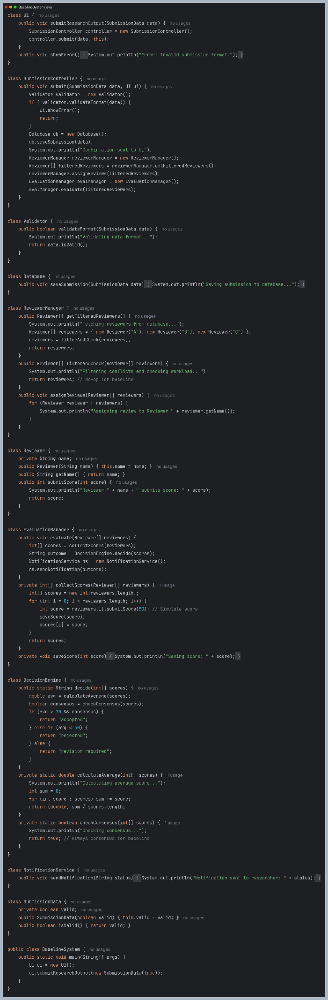 BaselineSystem.java
class UI { no usages
    public void submitResearchOutput(SubmissionData data) { no usages
        SubmissionController controller = new SubmissionController();
        controller.submit(data, this);
    }
    public void showError() { System.out.println("Error: Invalid submission format."); }
}

class SubmissionController { no usages
    public void submit(SubmissionData data, UI ui) { no usages
        Validator validator = new Validator();
        if (!validator.validateFormat(data)) {
            ui.showError();
            return;
        }
        Database db = new Database();
        db.saveSubmission(data);
        System.out.println("Confirmation sent to UI");
        ReviewerManager reviewerManager = new ReviewerManager();
        Reviewer[] filteredReviewers = reviewerManager.getFilteredReviewers();
        reviewerManager.assignReviews(filteredReviewers);
        EvaluationManager evalManager = new EvaluationManager();
        evalManager.evaluate(filteredReviewers);
    }
}

class Validator { no usages
    public boolean validateFormat(SubmissionData data) { no usages
        System.out.println("Validating data format...");
        return data.isValid();
    }
}

class Database { no usages
    public void saveSubmission(SubmissionData data) { System.out.println("Saving submission to database..."); }
}

class ReviewerManager { no usages
    public Reviewer[] getFilteredReviewers() { no usages
        System.out.println("Fetching reviewers from database...");
        Reviewer[] reviewers = { new Reviewer("A"), new Reviewer("B"), new Reviewer("C") };
        reviewers = filterAndCheck(reviewers);
        return reviewers;
    }
    public Reviewer[] filterAndCheck(Reviewer[] reviewers) { no usages
        System.out.println("Filtering conflicts and checking workload...");
        return reviewers; // No-op for baseline
    }
    public void assignReviews(Reviewer[] reviewers) { no usages
        for (Reviewer reviewer : reviewers) {
            System.out.println("Assigning review to Reviewer " + reviewer.getName());
        }
    }
}

class Reviewer { no usages
    private String name; no usages
    public Reviewer(String name) { this.name = name; } no usages
    public String getName() { return name; }
    public int submitScore(int score) { no usages
        System.out.println("Reviewer " + name + " submits score: " + score);
        return score;
    }
}

class EvaluationManager { no usages
    public void evaluate(Reviewer[] reviewers) {
        int[] scores = collectScores(reviewers);
        String outcome = DecisionEngine.decide(scores);
        NotificationService ns = new NotificationService();
        ns.sendNotification(outcome);
    }
    private int[] collectScores(Reviewer[] reviewers) { 1 usage
        int[] scores = new int[reviewers.length];
        for (int i = 0; i < reviewers.length; i++) {
            int score = reviewers[i].submitScore(80); // Simulate score
            saveScore(score);
            scores[i] = score;
        }
        return scores;
    }
    private void saveScore(int score) { System.out.println("Saving score: " + score); }
}

class DecisionEngine { no usages
    public static String decide(int[] scores) { no usages
        double avg = calculateAverage(scores);
        boolean consensus = checkConsensus(scores);
        if (avg > 70 && consensus) {
            return "accepted";
        } else if (avg < 50) {
            return "rejected";
        } else {
            return "revision required";
        }
    }
    private static double calculateAverage(int[] scores) { 1 usage
        System.out.println("Calculating average score...");
        int sum = 0;
        for (int score : scores) sum += score;
        return (double) sum / scores.length;
    }
    private static boolean checkConsensus(int[] scores) { 1 usage
        System.out.println("Checking consensus...");
        return true; // Always consensus for baseline
    }
}

class NotificationService { no usages
    public void sendNotification(String status) { System.out.println("Notification sent to researcher: " + status); }
}

class SubmissionData { no usages
    private boolean valid; no usages
    public SubmissionData(boolean valid) { this.valid = valid; } no usages
    public boolean isValid() { return valid; }
}

public class BaselineSystem { no usages
    public static void main(String[] args) {
        UI ui = new UI();
        ui.submitResearchOutput(new SubmissionData(true));
    }
}